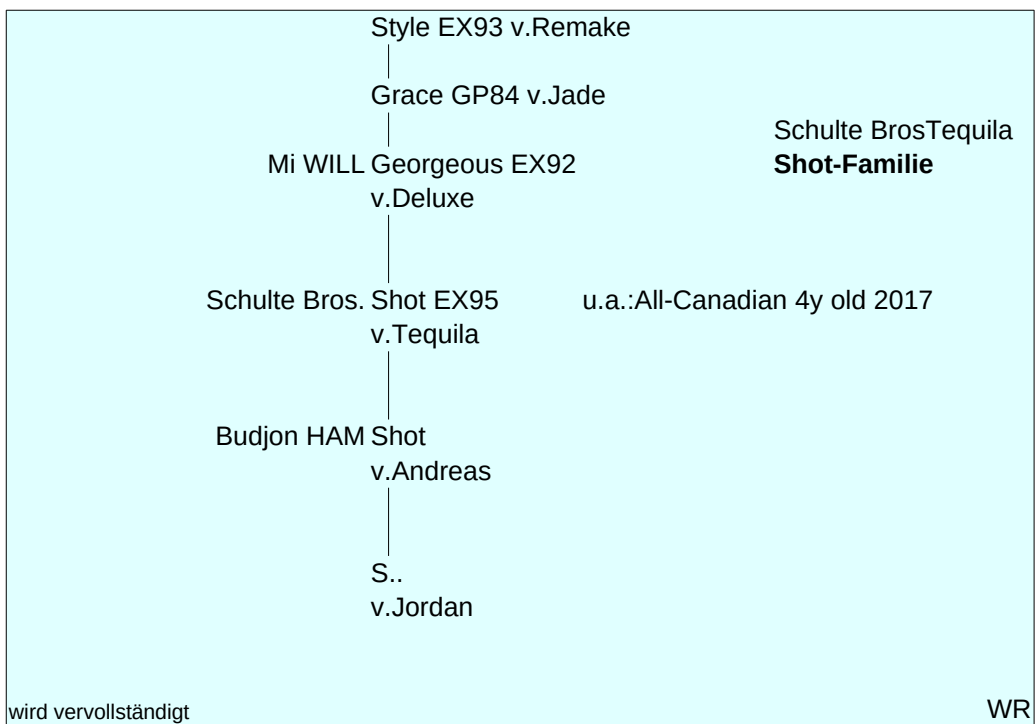 Style EX93 v.Remake
Grace GP84 v.Jade
Schulte BrosTequila
Mi WILL Georgeous EX92
Shot-Familie
v.Deluxe
Schulte Bros. Shot EX95
u.a.:All-Canadian 4y old 2017
v.Tequila
Budjon HAM Shot
v.Andreas
S..
v.Jordan
wird vervollständigt
WR